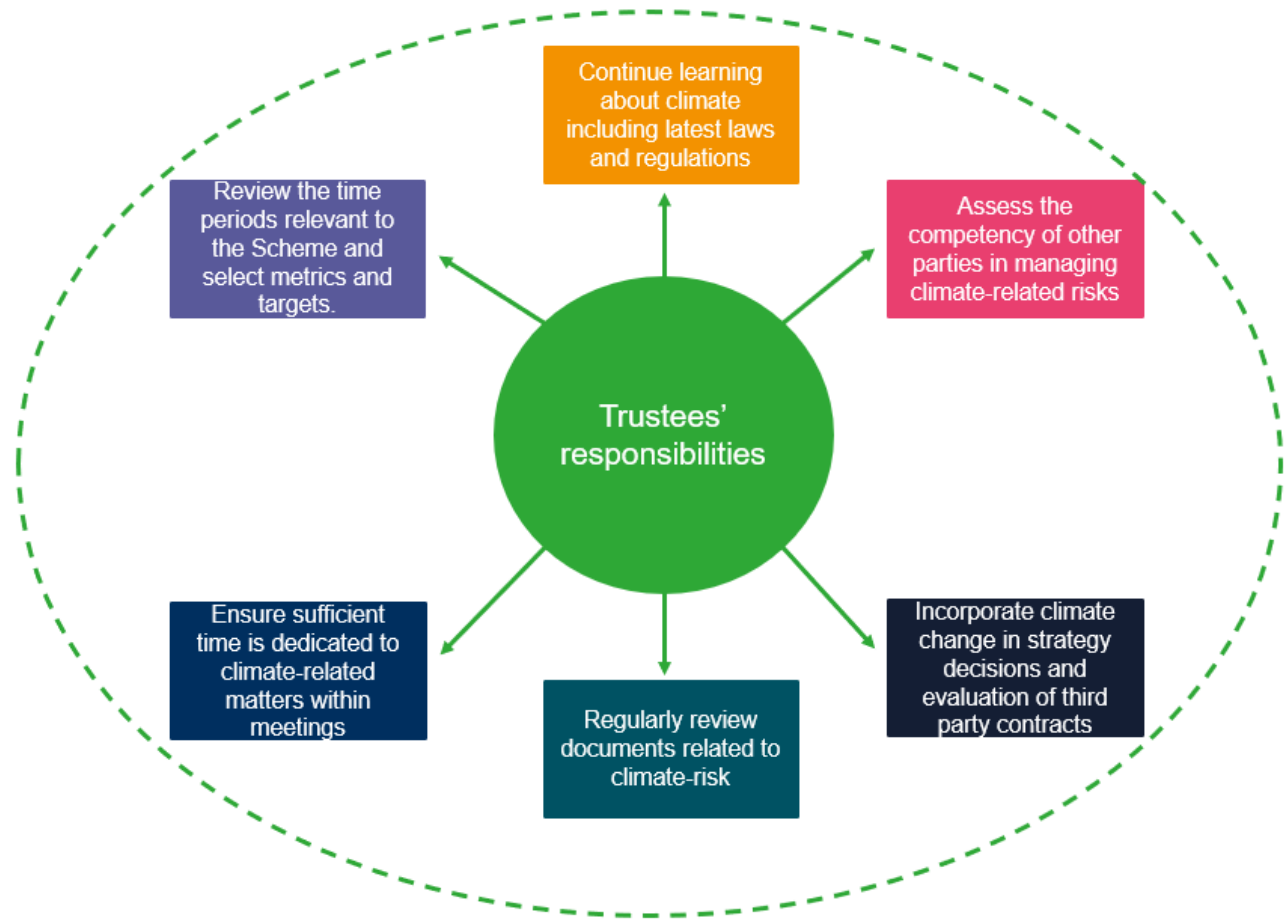 Continue learning
about climate
including latest laws
and regulations
Review the time
periods relevant to
the Scheme and
select metrics and
targets.
Assess the
competency of other
parties in managing
climate-related risks
Trustees'
responsibilities
Ensure sufficient
time is dedicated to
climate-related
matters within
meetings
Regularly review
documents related to
climate-risk
Incorporate climate
change in strategy
decisions and
evaluation of third
party contracts